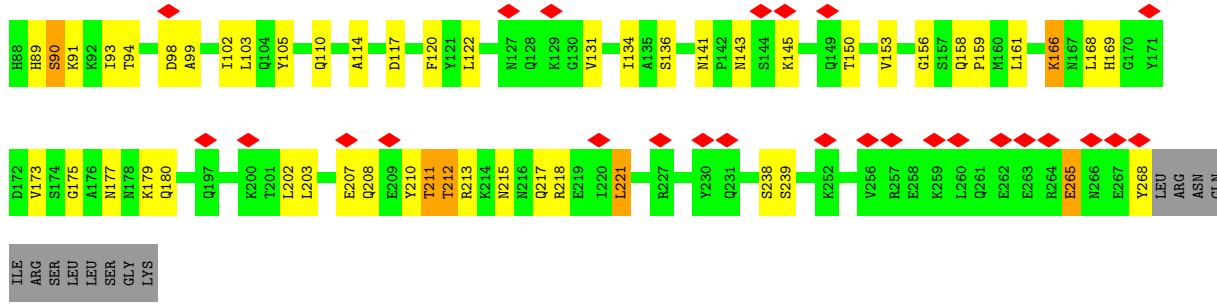 H88 H89 S90 K91 K92 I93 T94 D98 A99 I102 L103 Q104 Y105 Q110 A114 D117 F120 Y121 L122 N127 Q128 K129 G130 V131 I134 A135 S136 N141 P142 N143 S144 K145 Q149 T150 V153 G156 S157 Q158 P159 M160 L161 K166 N167 L168 H169 G170 Y171
D172 V173 S174 G175 A176 N177 N178 K179 Q180 Q197 K200 T201 L202 L203 E207 Q208 E209 Y210 T211 T212 R213 K214 N215 N216 Q217 R218 E219 I220 L221 R227 Y230 Q231 S238 S239 K252 V256 R257 E258 K259 L260 Q261 E262 E263 R264 E265 N266 E267 Y268 LEU ARG ASN GLN
ILE ARG SER LEU LEU SER GLY LYS